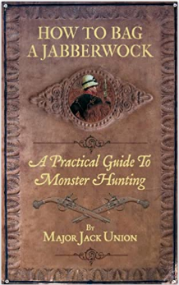 HOW TO BAG
A JABBERWOCK
A Practical Guide To
Monster Hunting
BY
MAJOR JACK UNION